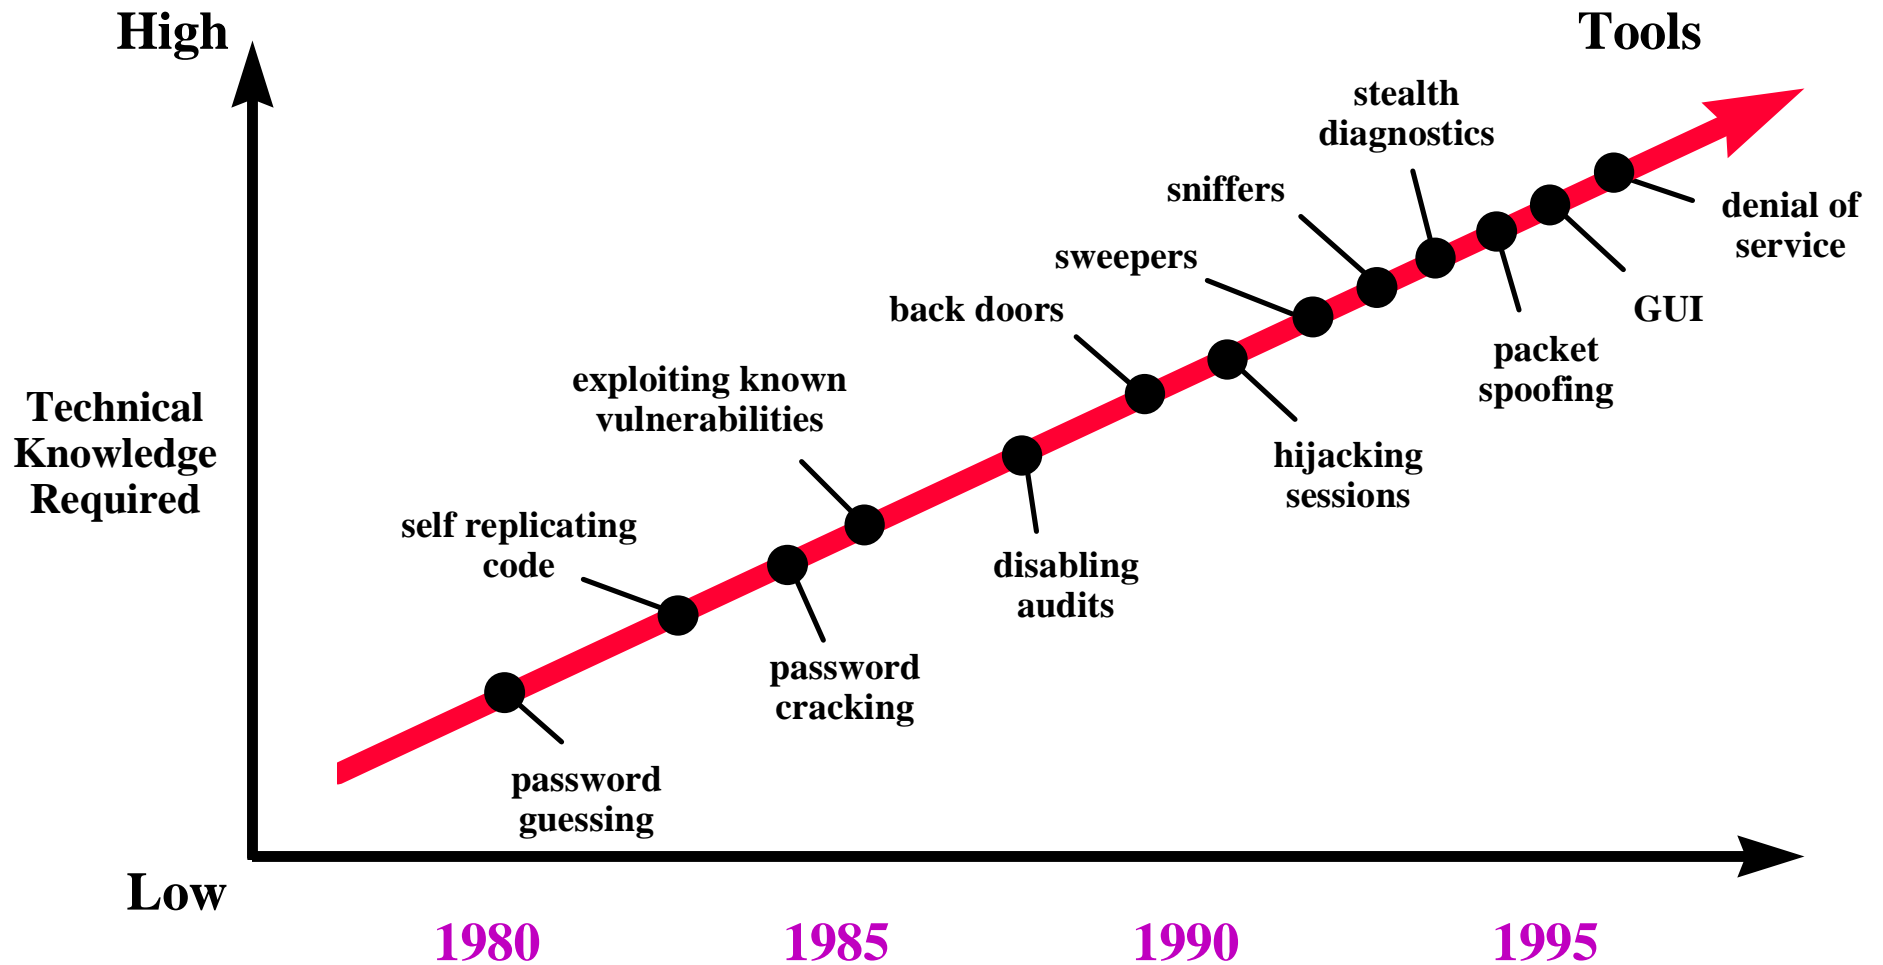 High
Tools
stealth
diagnostics
sniffers
denial of
service
sweepers
back doors
GUI
packet
spoofing
exploiting known
vulnerabilities
Technical
Knowledge
Required
hijacking
sessions
self replicating
code
disabling
audits
password
cracking
password
guessing
Low
1980
1985
1990
1995